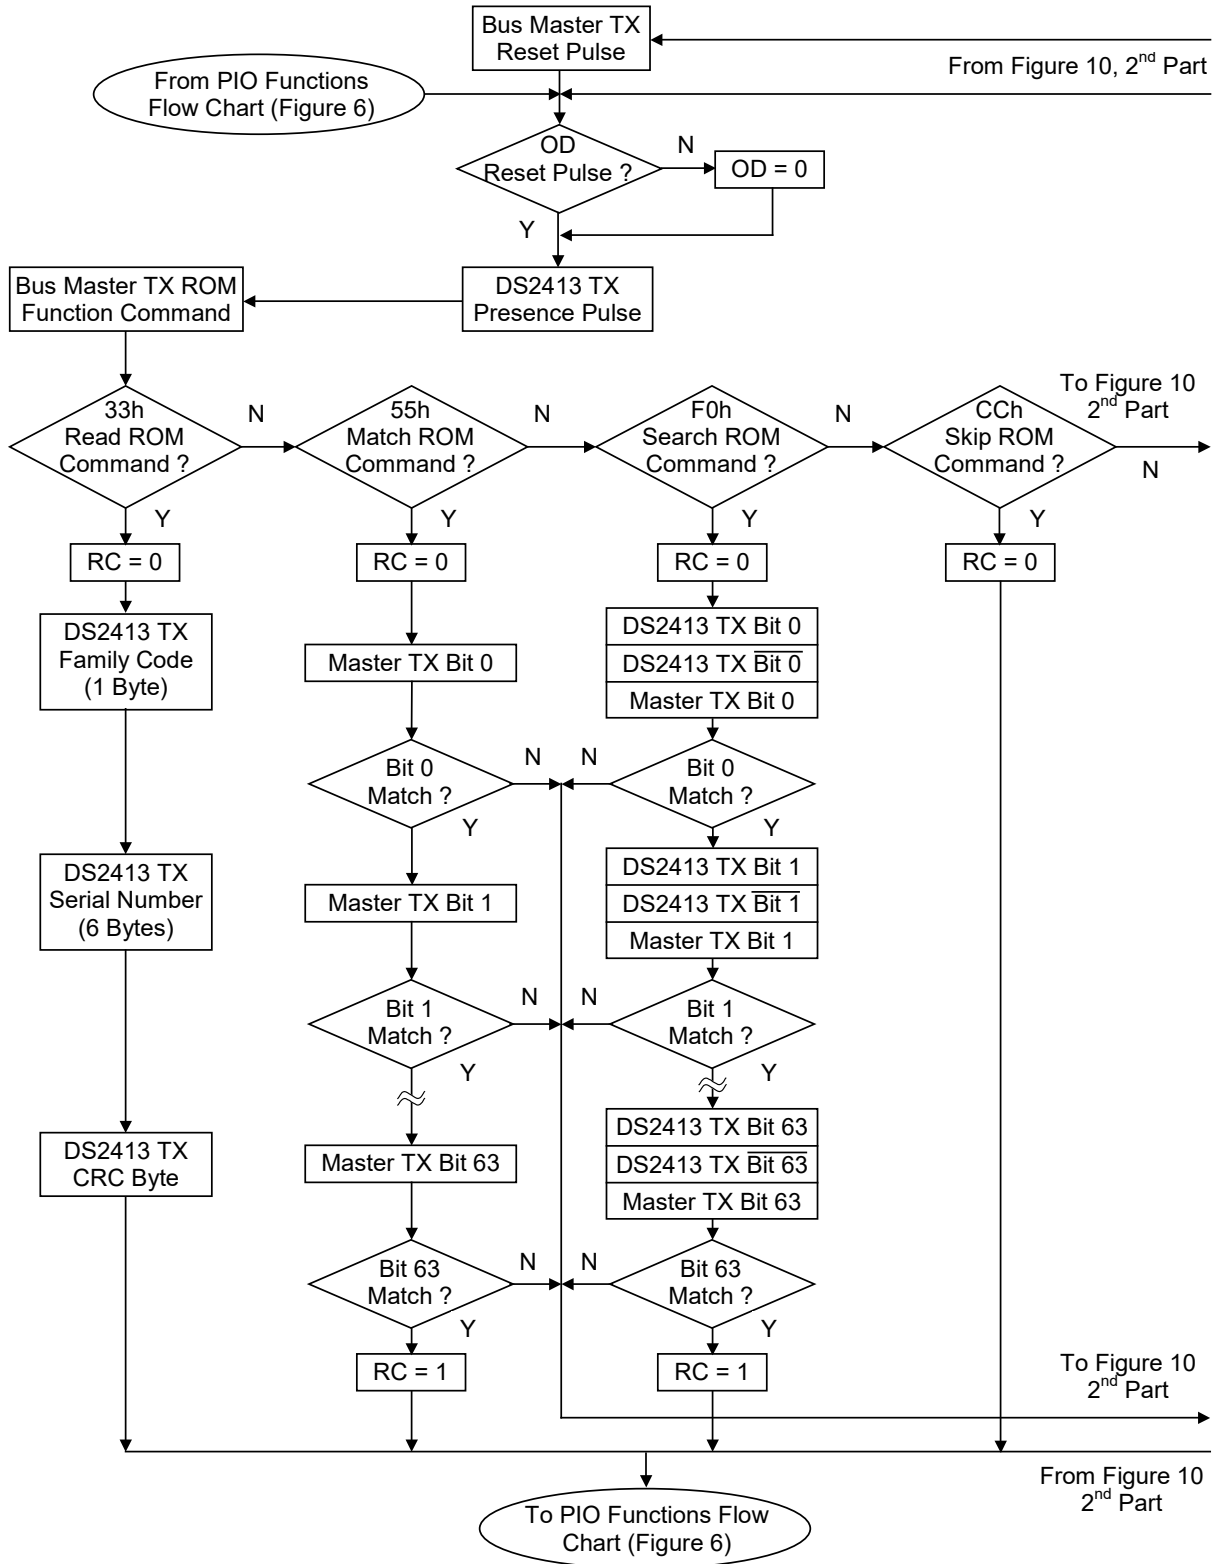 Bus Master TX
Reset Pulse
From Figure 10, 2nd Part
From PIO Functions
Flow Chart (Figure 6)
OD
Reset Pulse ?
N
OD = 0
Y
Bus Master TX ROM
Function Command
DS2413 TX
Presence Pulse
To Figure 10
2nd Part
33h
Read ROM
Command ?
N
55h
Match ROM
Command ?
N
F0h
Search ROM
Command ?
N
CCh
Skip ROM
Command ?
N
Y
Y
Y
Y
RC = 0
RC = 0
RC = 0
RC = 0
DS2413 TX
Family Code
(1 Byte)
Master TX Bit 0
DS2413 TX Bit 0
DS2413 TX Bit 0
Master TX Bit 0
Bit 0
Match ?
N
N
Bit 0
Match ?
Y
Y
DS2413 TX
Serial Number
(6 Bytes)
Master TX Bit 1
DS2413 TX Bit 1
DS2413 TX Bit 1
Master TX Bit 1
Bit 1
Match ?
N
N
Bit 1
Match ?
Y
Y
DS2413 TX
CRC Byte
Master TX Bit 63
DS2413 TX Bit 63
DS2413 TX Bit 63
Master TX Bit 63
Bit 63
Match ?
N
N
Bit 63
Match ?
Y
Y
RC = 1
RC = 1
To Figure 10
2nd Part
From Figure 10
2nd Part
To PIO Functions Flow
Chart (Figure 6)